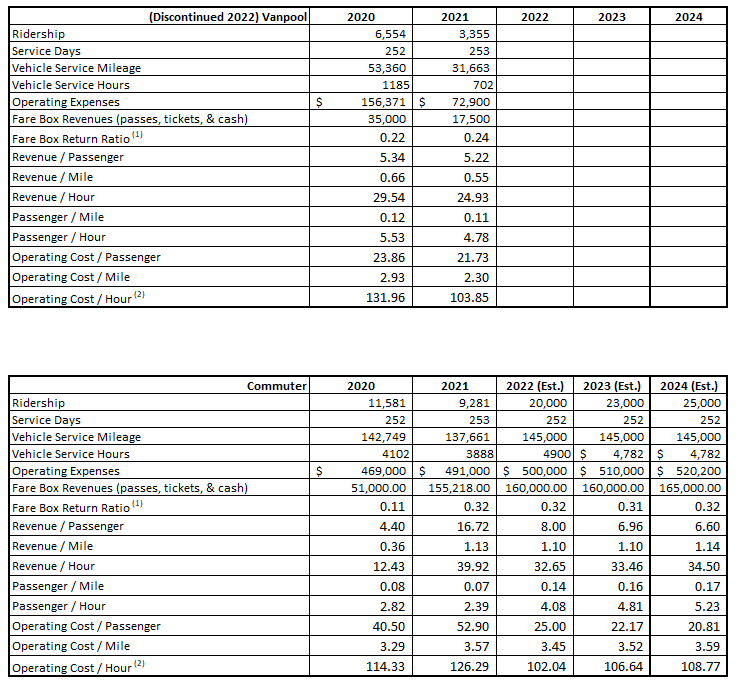 (Discontinued 2022) Vanpool 2020 2021 2022 2023 2024
Ridership 6,554 3,355
Service Days 252 253
Vehicle Service Mileage 53,360 31,663
Vehicle Service Hours 1185 702
Operating Expenses $ 156,371 $ 72,900
Fare Box Revenues (passes, tickets, & cash) 35,000 17,500
Fare Box Return Ratio (1) 0.22 0.24
Revenue / Passenger 5.34 5.22
Revenue / Mile 0.66 0.55
Revenue / Hour 29.54 24.93
Passenger / Mile 0.12 0.11
Passenger / Hour 5.53 4.78
Operating Cost / Passenger 23.86 21.73
Operating Cost / Mile 2.93 2.30
Operating Cost / Hour (2) 131.96 103.85
Commuter 2020 2021 2022 (Est.) 2023 (Est.) 2024 (Est.)
Ridership 11,581 9,281 20,000 23,000 25,000
Service Days 252 253 252 252 252
Vehicle Service Mileage 142,749 137,661 145,000 145,000 145,000
Vehicle Service Hours 4102 3888 4900 $ 4,782 $ 4,782
Operating Expenses $ 469,000 $ 491,000 $ 500,000 $ 510,000 $ 520,200
Fare Box Revenues (passes, tickets, & cash) 51,000.00 155,218.00 160,000.00 160,000.00 165,000.00
Fare Box Return Ratio (1) 0.11 0.32 0.32 0.31 0.32
Revenue / Passenger 4.40 16.72 8.00 6.96 6.60
Revenue / Mile 0.36 1.13 1.10 1.10 1.14
Revenue / Hour 12.43 39.92 32.65 33.46 34.50
Passenger / Mile 0.08 0.07 0.14 0.16 0.17
Passenger / Hour 2.82 2.39 4.08 4.81 5.23
Operating Cost / Passenger 40.50 52.90 25.00 22.17 20.81
Operating Cost / Mile 3.29 3.57 3.45 3.52 3.59
Operating Cost / Hour (2) 114.33 126.29 102.04 106.64 108.77